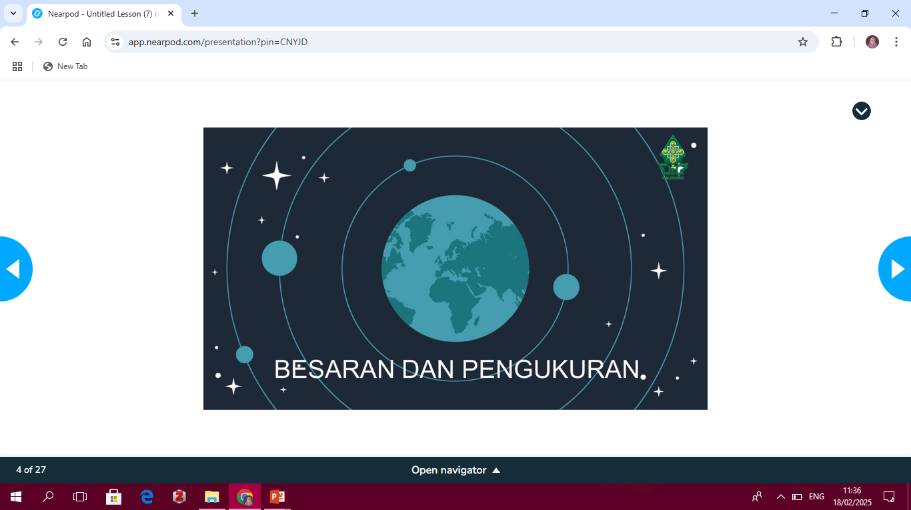 Nearpod - Untitled Lesson (7) n
app.nearpod.com/presentation?pin=CNYJD
New Tab
BESARAN DAN PENGUKURAN
4 of 27
Open navigator
ENG
11:36
18/02/2025